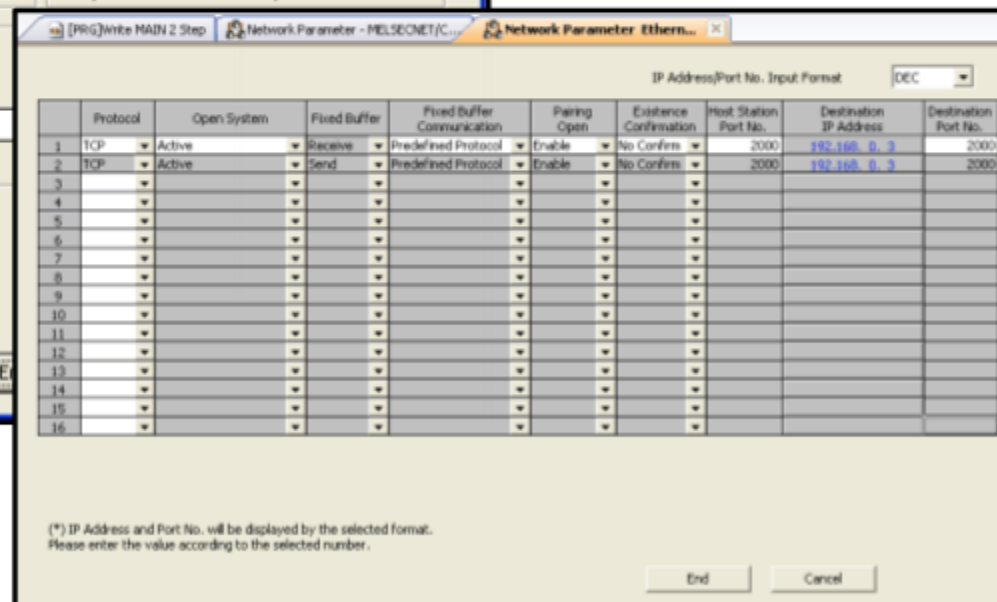 [PRG]Write MAIN 2 Step Network Parameter - MELSECNET/C... Network Parameter Ethern...
IP Address/Port No. Input Format DEC
Protocol Open System Fixed Buffer Fixed Buffer Communication Pairing Open Existence Confirmation Host Station Port No. Destination IP Address Destination Port No.
1 TCP Active Receive Predefined Protocol Enable No Confirm 2000 192.168. 0. 3 2000
2 TCP Active Send Predefined Protocol Enable No Confirm 2000 192.168. 0. 3 2000
3
4
5
6
7
8
9
10
11
12
13
14
15
16
(*) IP Address and Port No. will be displayed by the selected format.
Please enter the value according to the selected number.
End Cancel